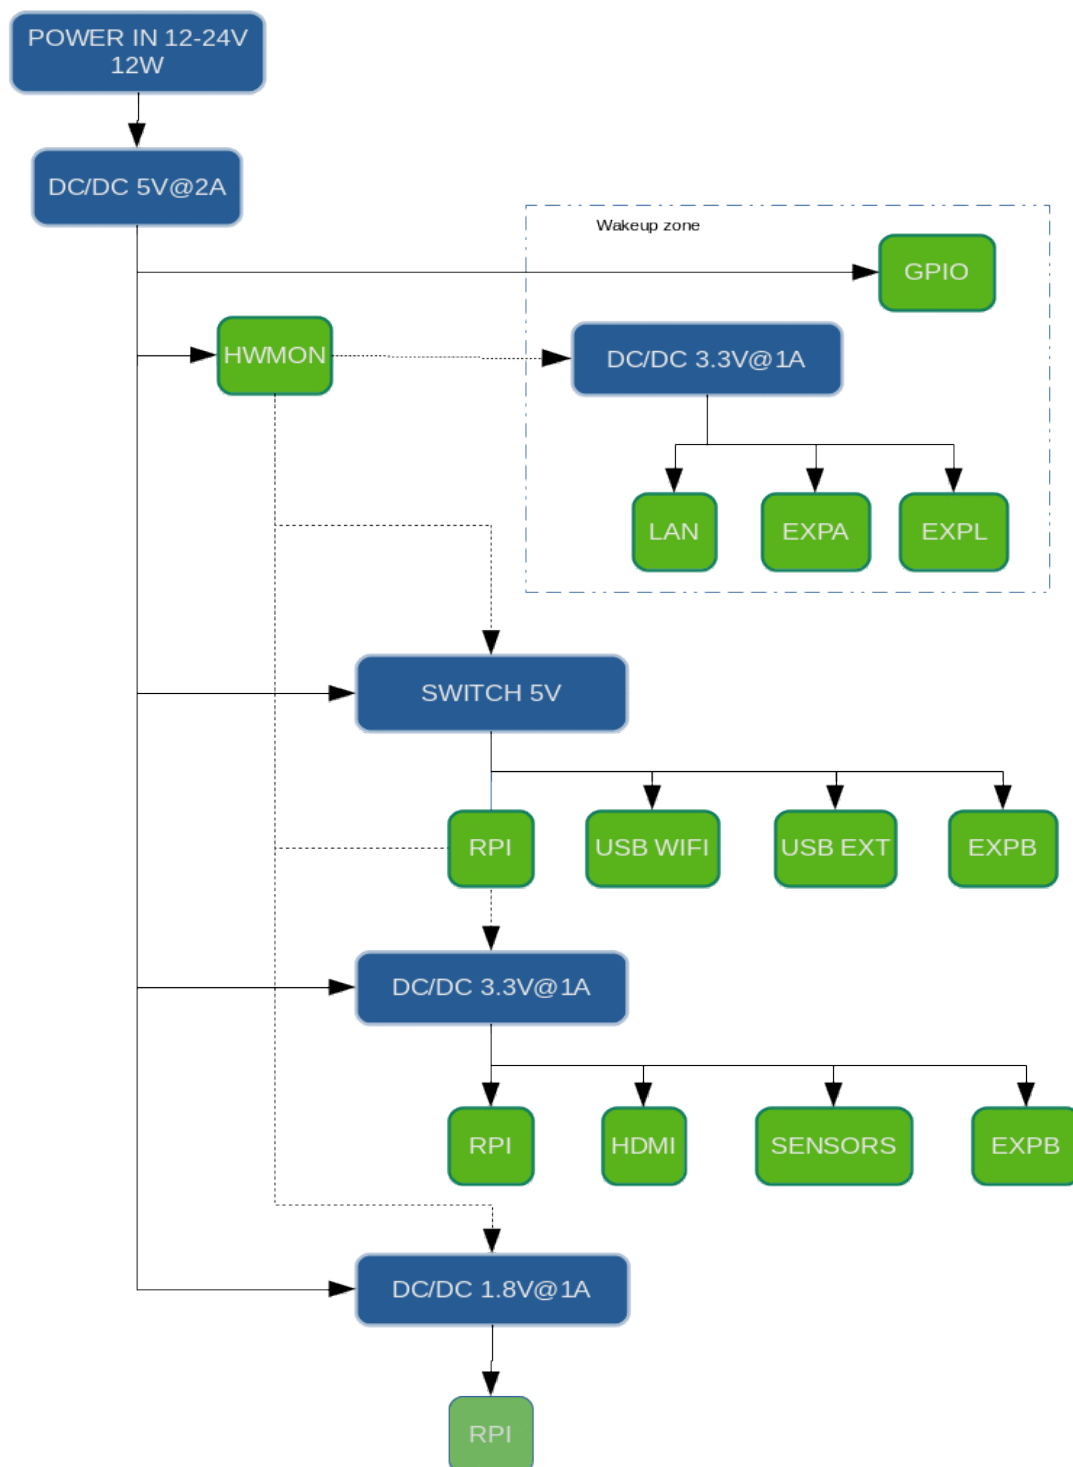 POWER IN 12-24V
12W
DC/DC 5V@2A
Wakeup zone
GPIO
HWMON
DC/DC 3.3V@1A
LAN
EXPA
EXPL
SWITCH 5V
RPI
USB WIFI
USB EXT
EXPB
DC/DC 3.3V@1A
RPI
HDMI
SENSORS
EXPB
DC/DC 1.8V@1A
RPI